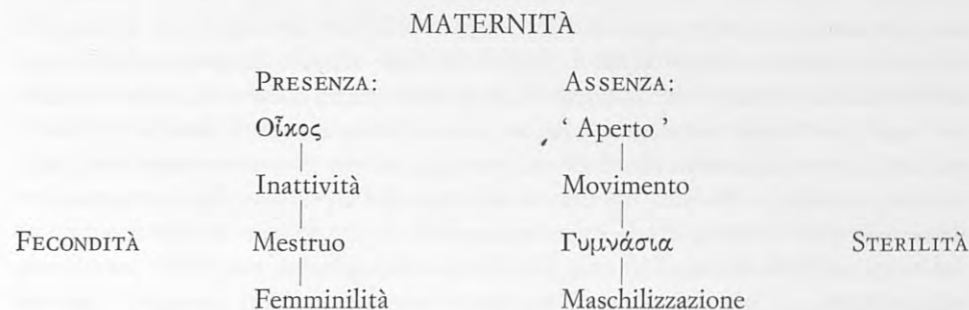 MATERNITÀ
PRESENZA: ASSENZA:
Οἶκος ‘ Aperto ’
Inattività Movimento
FECONDITÀ Mestruo Γυμνάσια STERILITÀ
Femminilità Maschilizzazione